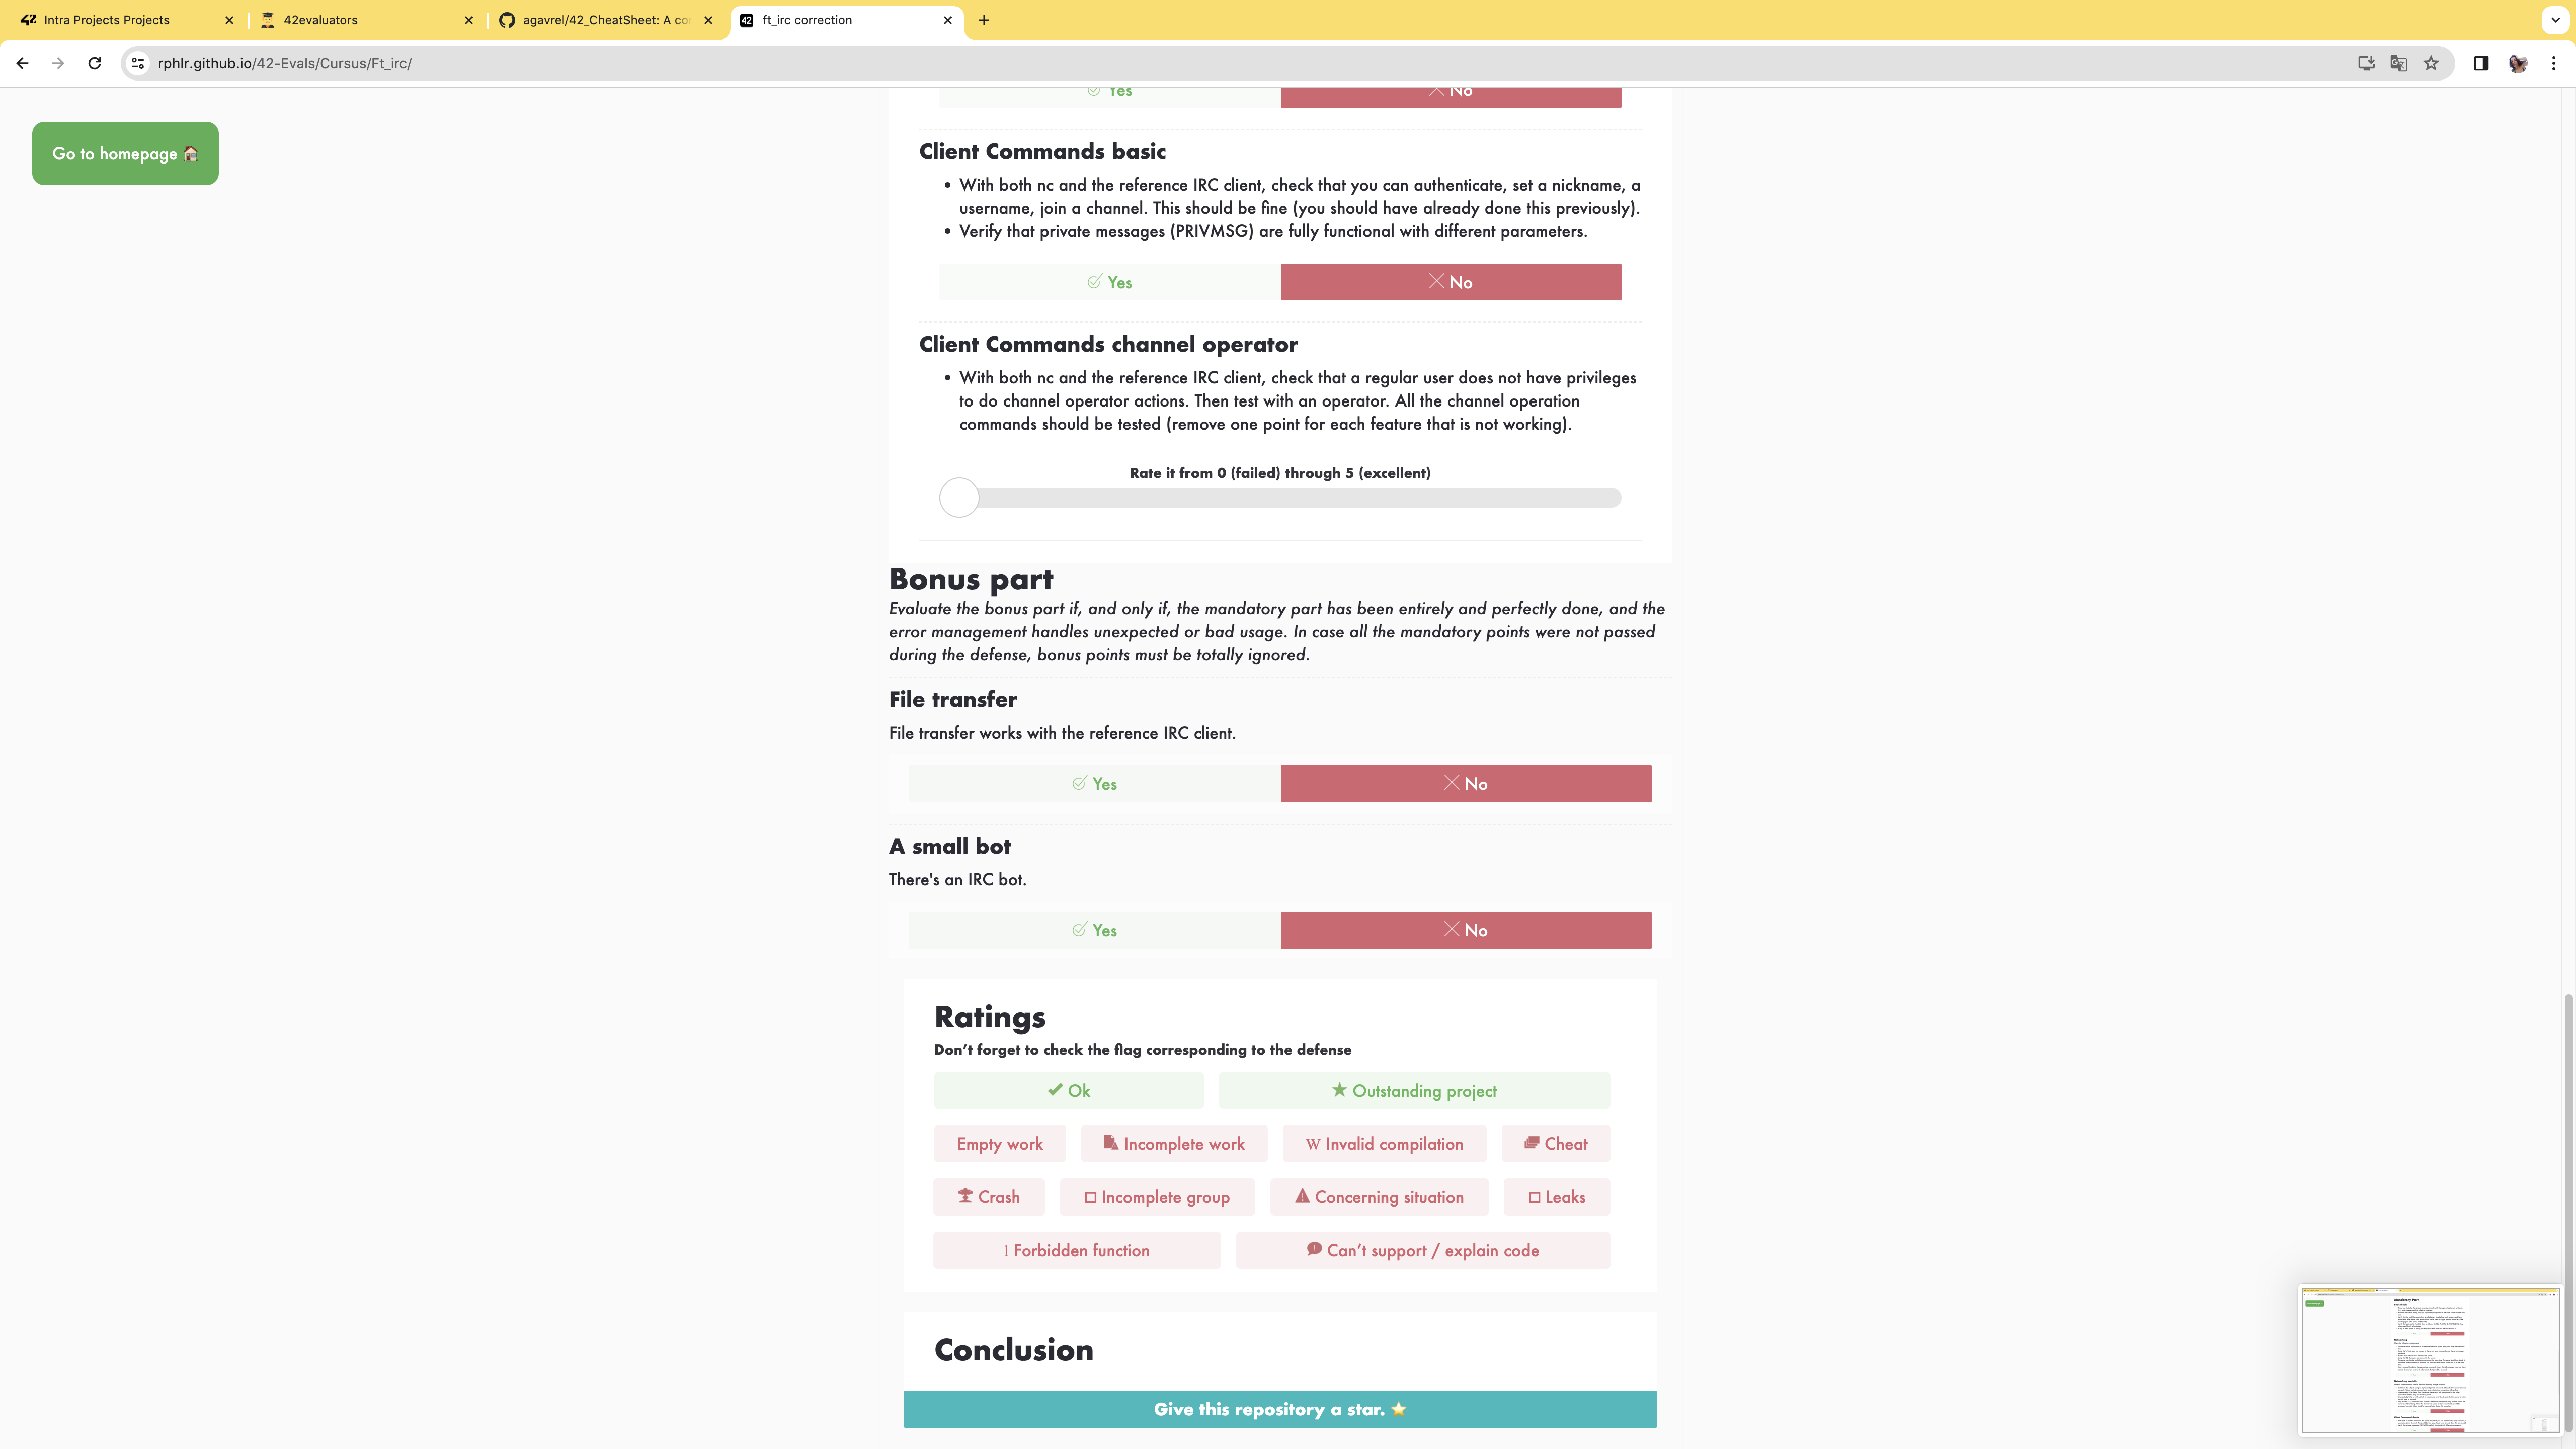 Intra Projects Projects
42evaluators
agavrel/42_CheatSheet: A co
ft_irc correction
rphlr.github.io/42-Evals/Cursus/Ft_irc/
Go to homepage
Yes
No
Client Commands basic
With both nc and the reference IRC client, check that you can authenticate, set a nickname, a
username, join a channel. This should be fine (you should have already done this previously).
Verify that private messages (PRIVMSG) are fully functional with different parameters.
Yes
No
Client Commands channel operator
With both nc and the reference IRC client, check that a regular user does not have privileges
to do channel operator actions. Then test with an operator. All the channel operation
commands should be tested (remove one point for each feature that is not working).
Rate it from 0 (failed) through 5 (excellent)
Bonus part
Evaluate the bonus part if, and only if, the mandatory part has been entirely and perfectly done, and the
error management handles unexpected or bad usage. In case all the mandatory points were not passed
during the defense, bonus points must be totally ignored.
File transfer
File transfer works with the reference IRC client.
Yes
No
A small bot
There's an IRC bot.
Yes
No
Ratings
Don’t forget to check the flag corresponding to the defense
Ok
Outstanding project
Empty work
Incomplete work
W Invalid compilation
Cheat
Crash
Incomplete group
Concerning situation
Leaks
l Forbidden function
Can’t support / explain code
Conclusion
Give this repository a star.